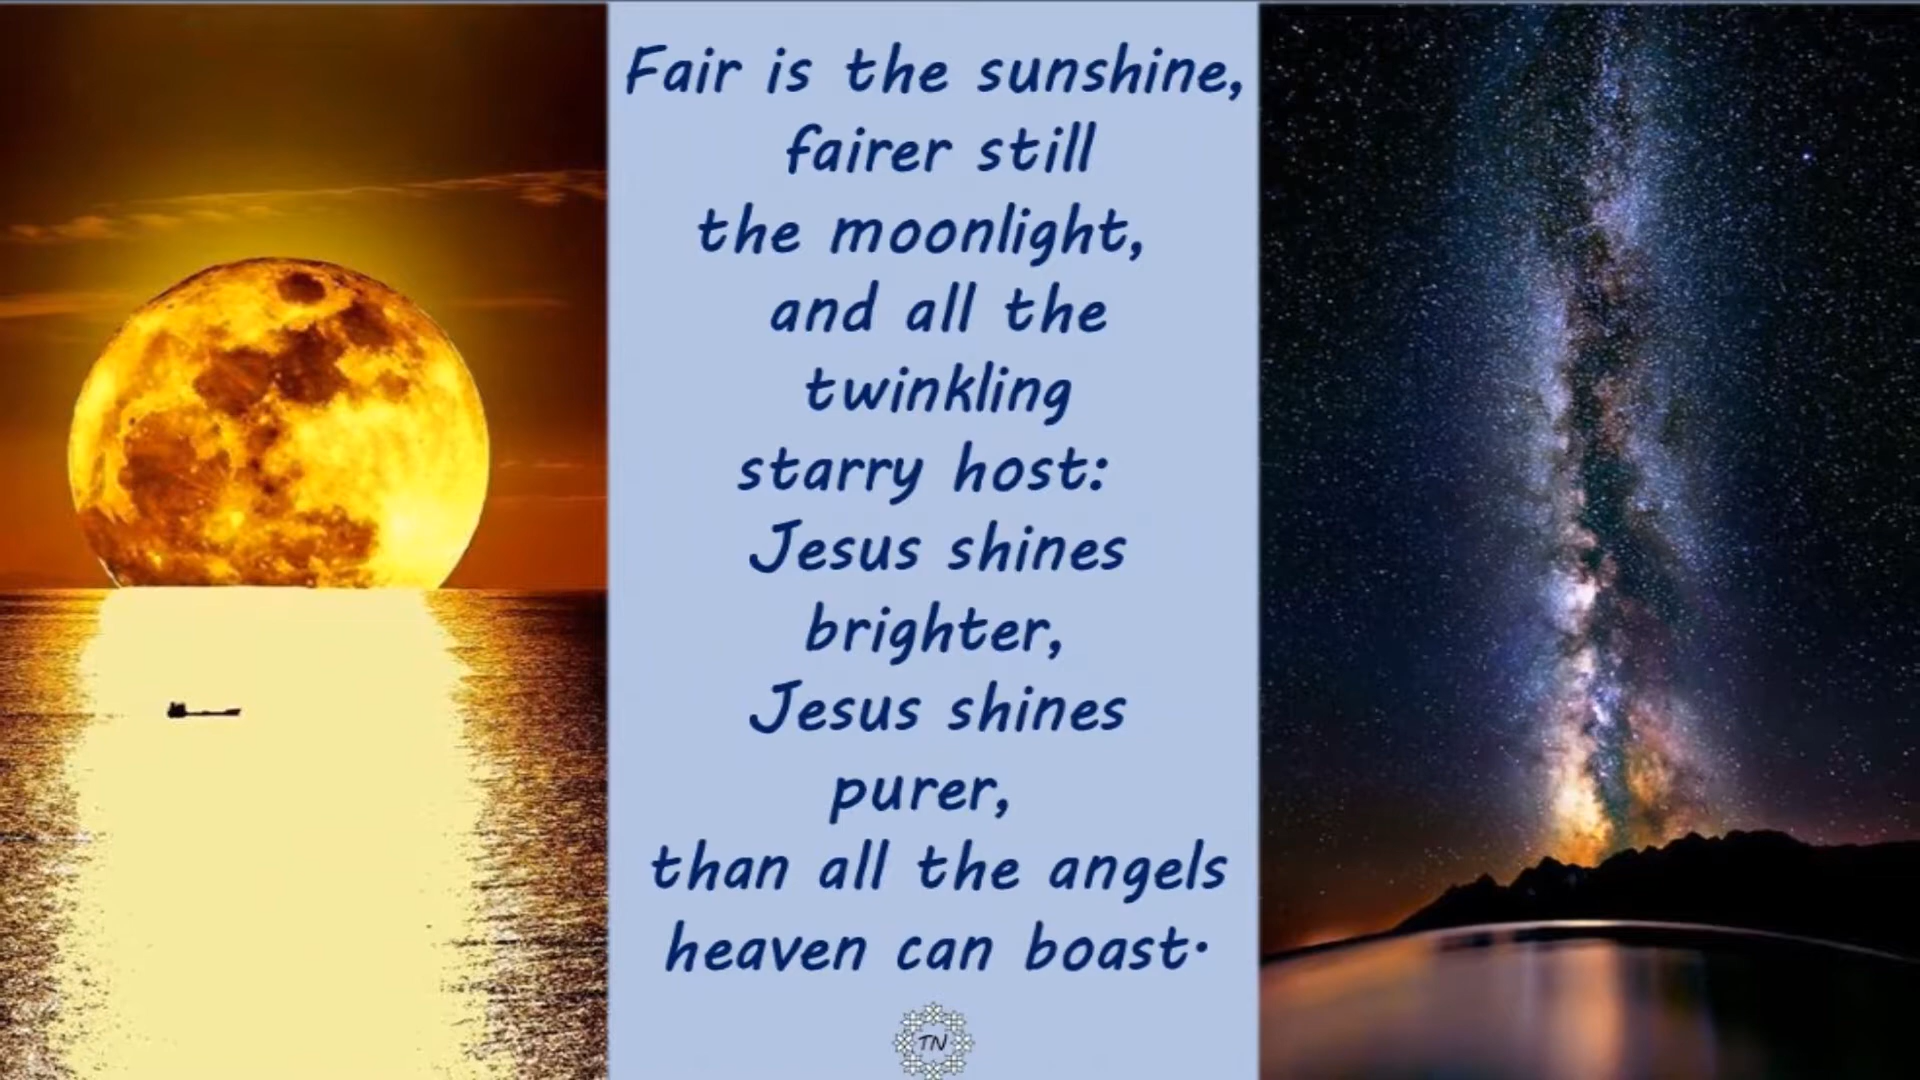 Fair is the sunshine,
fairer still
the moonlight,
and all the
twinkling
starry host:
Jesus shines
brighter,
Jesus shines
purer,
than all the angels
heaven can boast.
TN